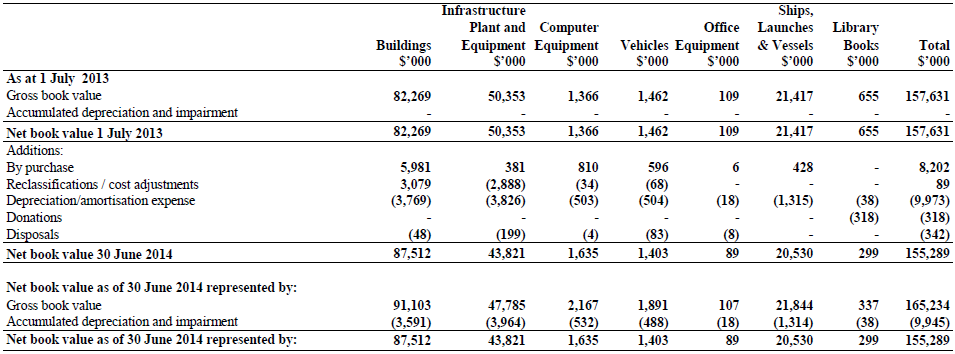 Infrastructure Ships,
Plant and Computer Office Launches Library
Buildings Equipment Equipment Vehicles Equipment & Vessels Books Total
$’000 $’000 $’000 $’000 $’000 $’000 $’000 $’000
As at 1 July 2013
Gross book value 82,269 50,353 1,366 1,462 109 21,417 655 157,631
Accumulated depreciation and impairment - - - - - - - -
Net book value 1 July 2013 82,269 50,353 1,366 1,462 109 21,417 655 157,631
Additions:
By purchase 5,981 381 810 596 6 428 - 8,202
Reclassifications / cost adjustments 3,079 (2,888) (34) (68) - - - 89
Depreciation/amortisation expense (3,769) (3,826) (503) (504) (18) (1,315) (38) (9,973)
Donations - - - - - - (318) (318)
Disposals (48) (199) (4) (83) (8) - - (342)
Net book value 30 June 2014 87,512 43,821 1,635 1,403 89 20,530 299 155,289
Net book value as of 30 June 2014 represented by:
Gross book value 91,103 47,785 2,167 1,891 107 21,844 337 165,234
Accumulated depreciation and impairment (3,591) (3,964) (532) (488) (18) (1,314) (38) (9,945)
Net book value as of 30 June 2014 represented by: 87,512 43,821 1,635 1,403 89 20,530 299 155,289